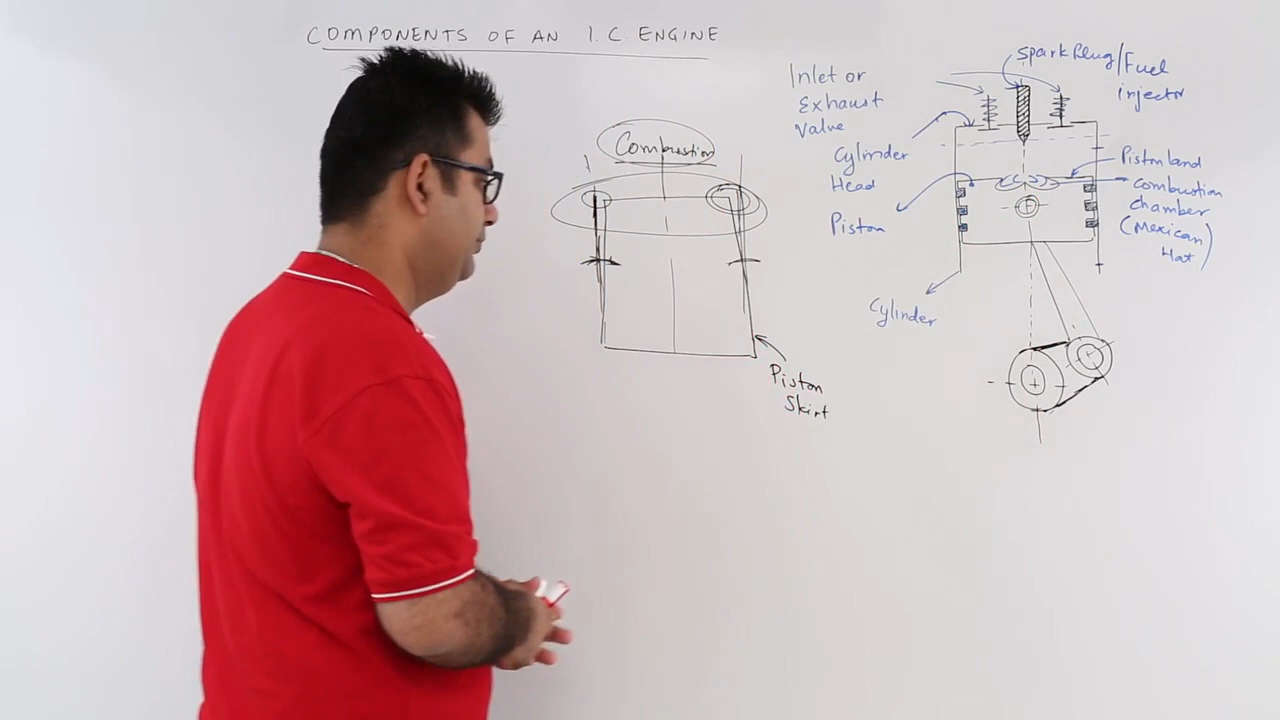 COMPONENTS OF AN I.C. ENGINE
Combustion
Piston
Skirt
Inlet or
Exhaust
Valve
Cylinder
Head
Piston
Cylinder
Spark Plug/Fuel
injector
Piston land
combustion
chamber
(Mexican)
Hat